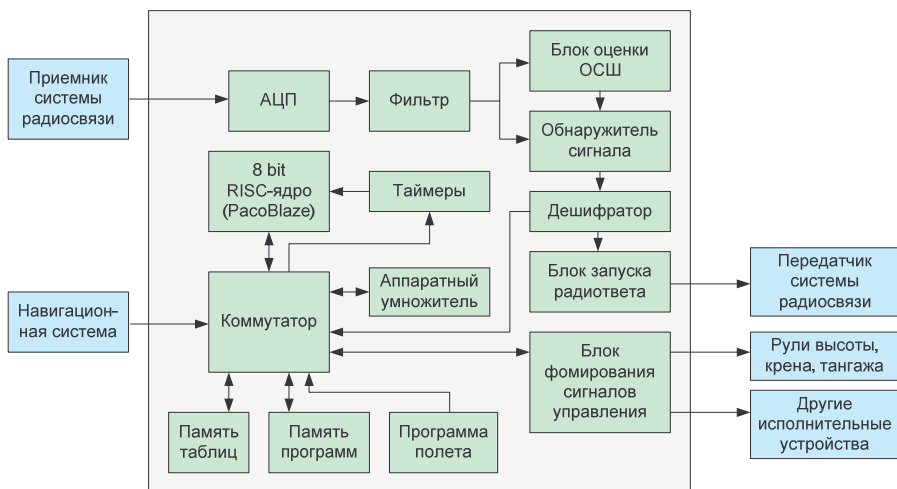 Приемник
системы
радиосвязи
АЦП
Фильтр
Блок оценки
ОСШ
Обнаружитель
сигнала
8 bit
RISC-ядро
(PacoBlaze)
Таймеры
Дешифратор
Блок запуска
радиответа
Передатчик
системы
радиосвязи
Навигацион-
ная система
Коммутатор
Аппаратный
умножитель
Блок
фомирования
сигналов
управления
Рули высоты,
крена, тангажа
Другие
исполнительные
устройства
Память
таблиц
Память
программ
Программа
полета